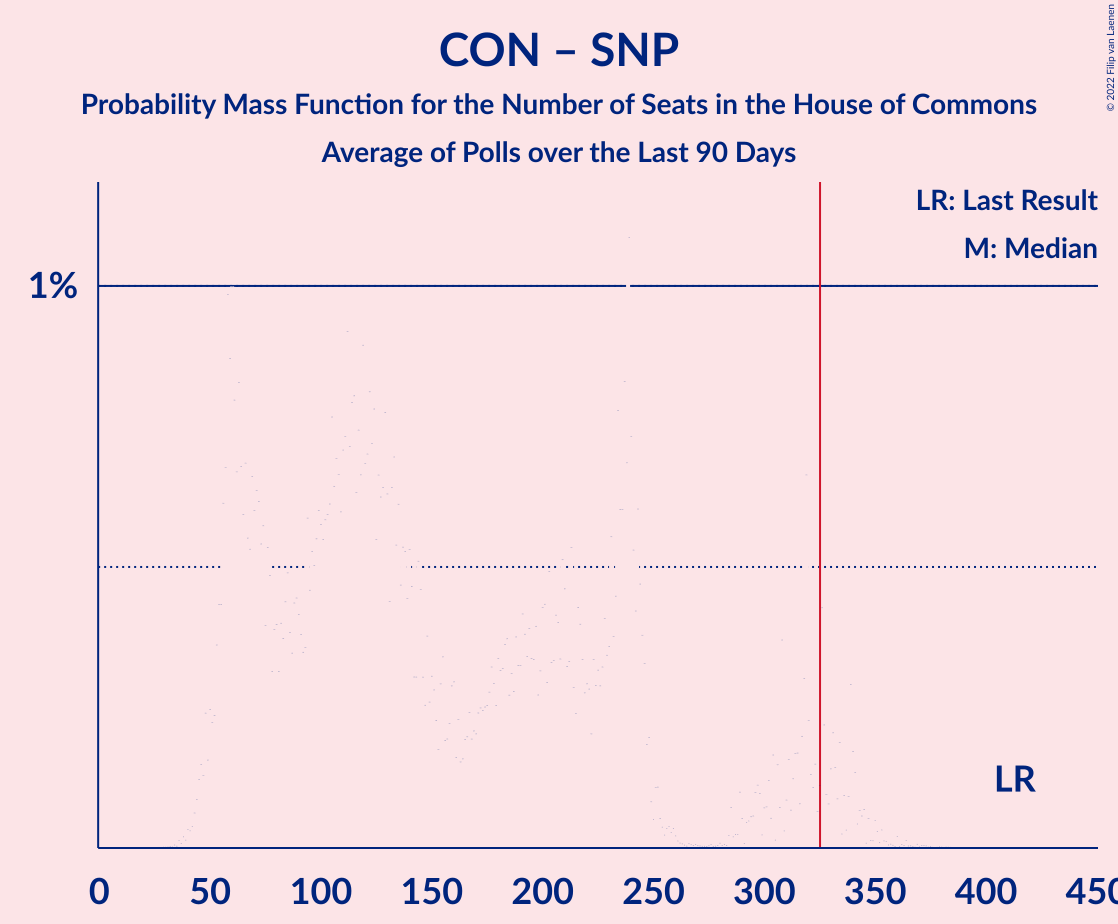 © 2022 Filip van Laenen
CON – SNP
Probability Mass Function for the Number of Seats in the House of Commons
Average of Polls over the Last 90 Days
LR: Last Result
M: Median
1%
LR
0 50 100 150 200 250 300 350 400 450